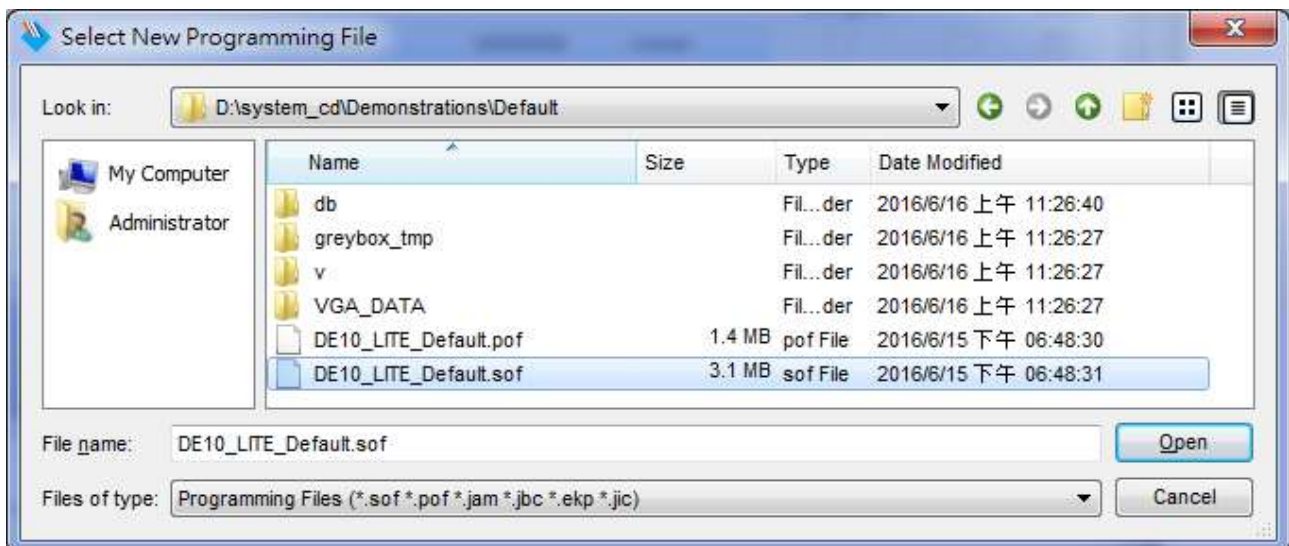 Select New Programming File
Look in: D:\system_cd\Demonstrations\Default
My Computer
Administrator
Name Size Type Date Modified
db Fil...der 2016/6/16 上午 11:26:40
greybox_tmp Fil...der 2016/6/16 上午 11:26:27
v Fil...der 2016/6/16 上午 11:26:27
VGA_DATA Fil...der 2016/6/16 上午 11:26:27
DE10_LITE_Default.pof 1.4 MB pof File 2016/6/15 下午 06:48:30
DE10_LITE_Default.sof 3.1 MB sof File 2016/6/15 下午 06:48:31
File name: DE10_LITE_Default.sof Open
Files of type: Programming Files (*.sof *.pof *.jam *.jbc *.ekp *.jic) Cancel